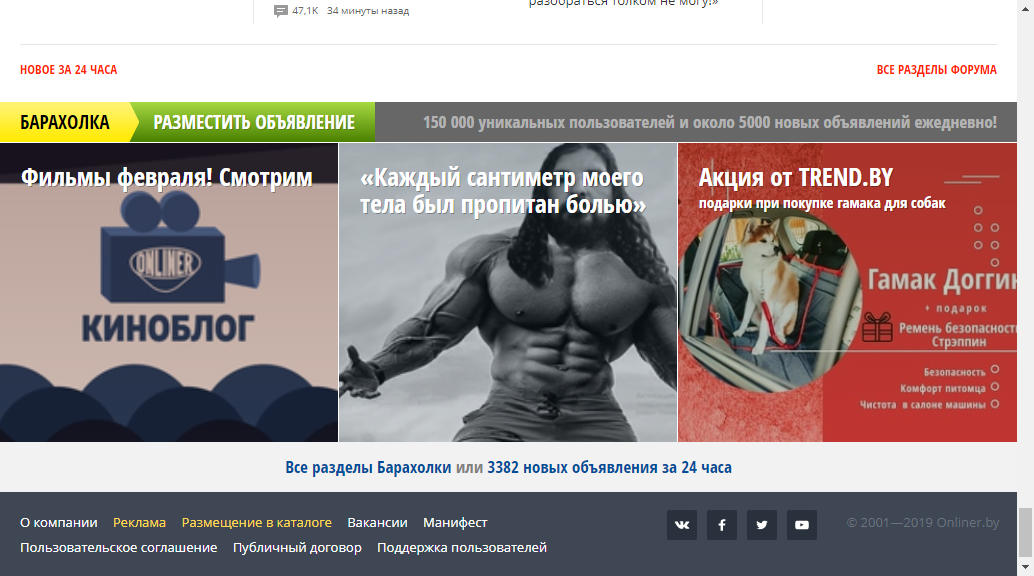 разобраться толком не могу!»
47,1K 34 минуты назад
НОВОЕ ЗА 24 ЧАСА
ВСЕ РАЗДЕЛЫ ФОРУМА
БАРАХОЛКА
РАЗМЕСТИТЬ ОБЪЯВЛЕНИЕ
150 000 уникальных пользователей и около 5000 новых объявлений ежедневно!
Фильмы февраля! Смотрим
ONLINER
КИНОБЛОГ
«Каждый сантиметр моего
тела был пропитан болью»
Акция от TREND.BY
подарки при покупке гамака для собак
Гамак Догги
+ подарок
Ремень безопасност
Стрэппин
Безопасность
Комфорт питомца
Чистота в салоне машины
Все разделы Барахолки или 3382 новых объявления за 24 часа
О компании Реклама Размещение в каталоге Вакансии Манифест
© 2001—2019 Onliner.by
Пользовательское соглашение Публичный договор Поддержка пользователей